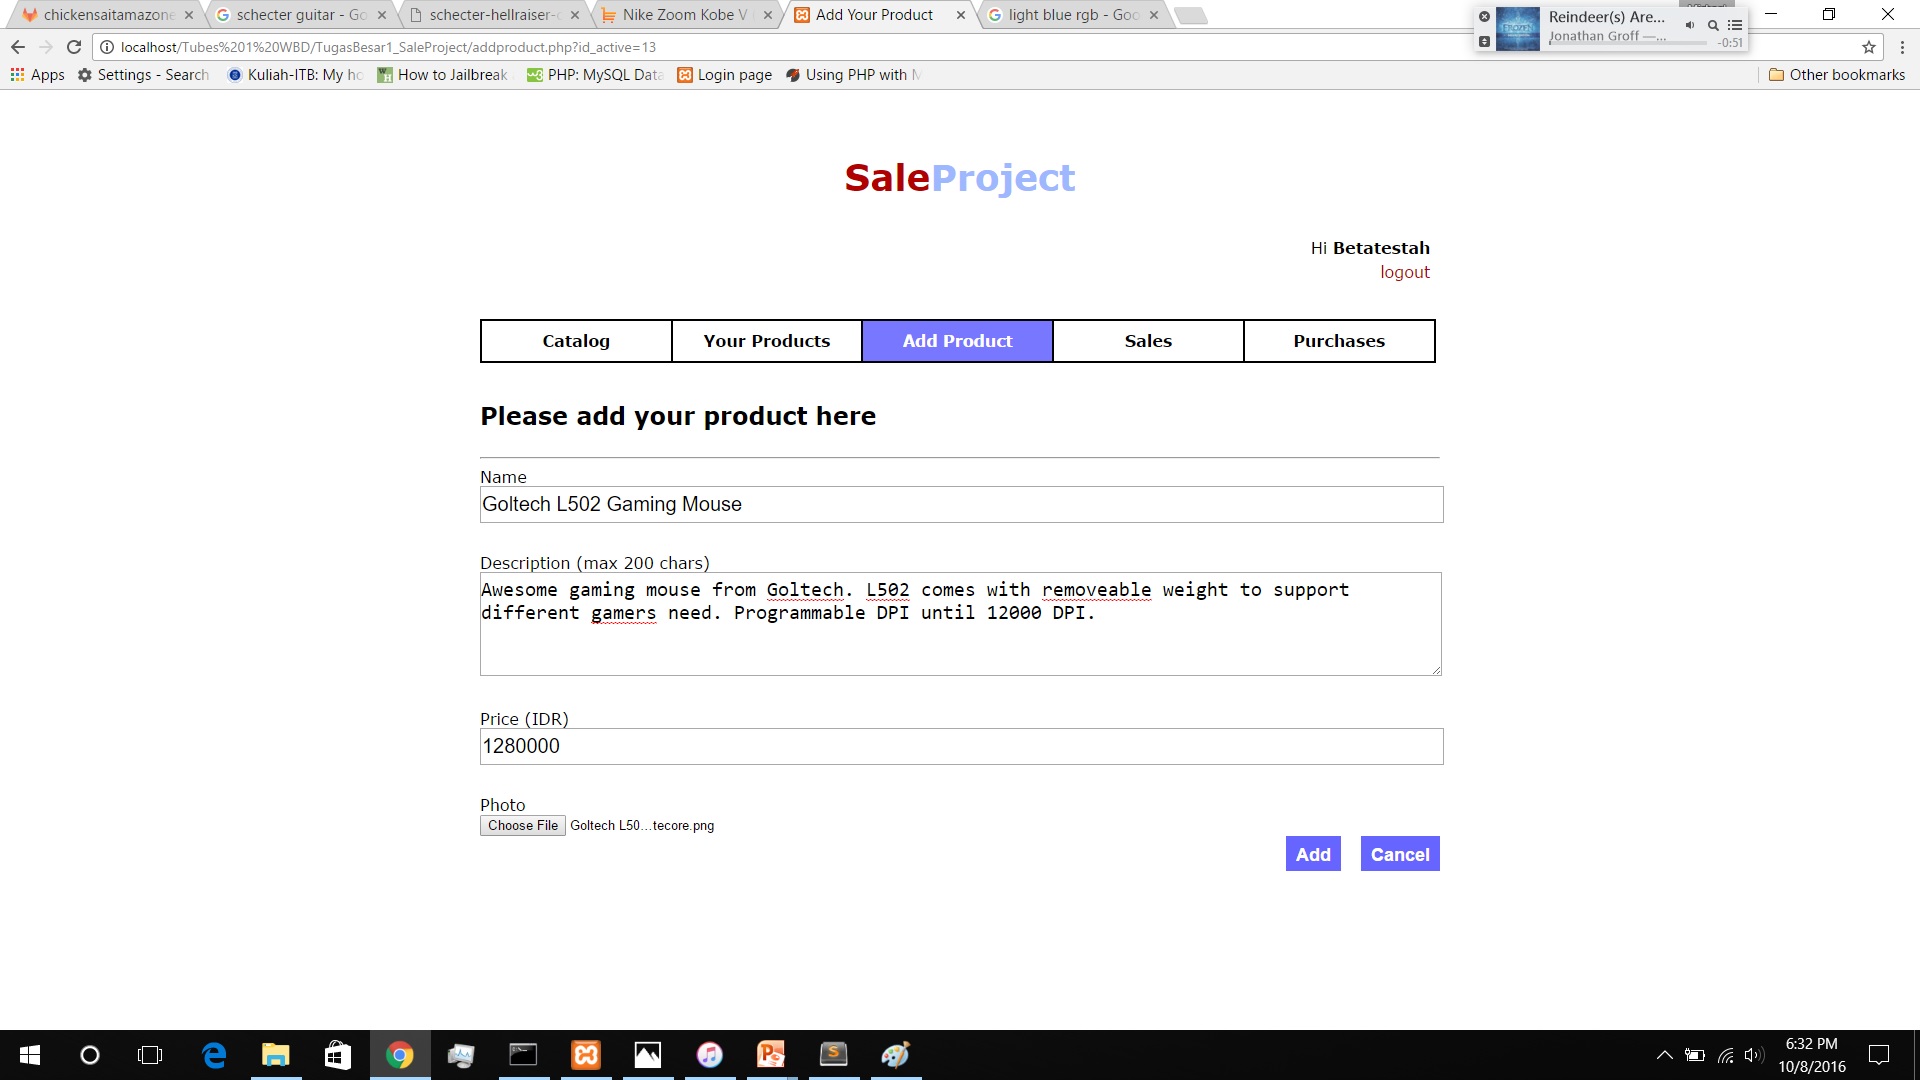 chickensaitamazone
schecter guitar - Go
schecter-hellraiser-
Nike Zoom Kobe V
Add Your Product
light blue rgb - Goo
Reindeer(s) Are...
Jonathan Groff —...
-0:51
localhost/Tubes%201%20WBD/TugasBesar1_SaleProject/addproduct.php?id_active=13
Apps
Settings - Search
Kuliah-ITB: My ho
How to Jailbreak
PHP: MySQL Data
Login page
Using PHP with M
Other bookmarks
SaleProject
Hi Betatestah
logout
Catalog
Your Products
Add Product
Sales
Purchases
Please add your product here
Name
Goltech L502 Gaming Mouse
Description (max 200 chars)
Awesome gaming mouse from Goltech. L502 comes with removeable weight to support
different gamers need. Programmable DPI until 12000 DPI.
Price (IDR)
1280000
Photo
Choose File Goltech L50...tecore.png
Add
Cancel
6:32 PM
10/8/2016